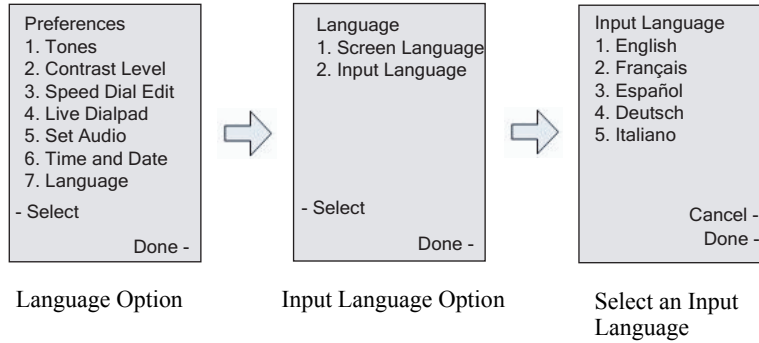 Preferences
1. Tones
2. Contrast Level
3. Speed Dial Edit
4. Live Dialpad
5. Set Audio
6. Time and Date
7. Language
- Select
Done -
Language Option
Language
1. Screen Language
2. Input Language
- Select
Done -
Input Language Option
Input Language
1. English
2. Français
3. Español
4. Deutsch
5. Italiano
Cancel -
Done -
Select an Input
Language